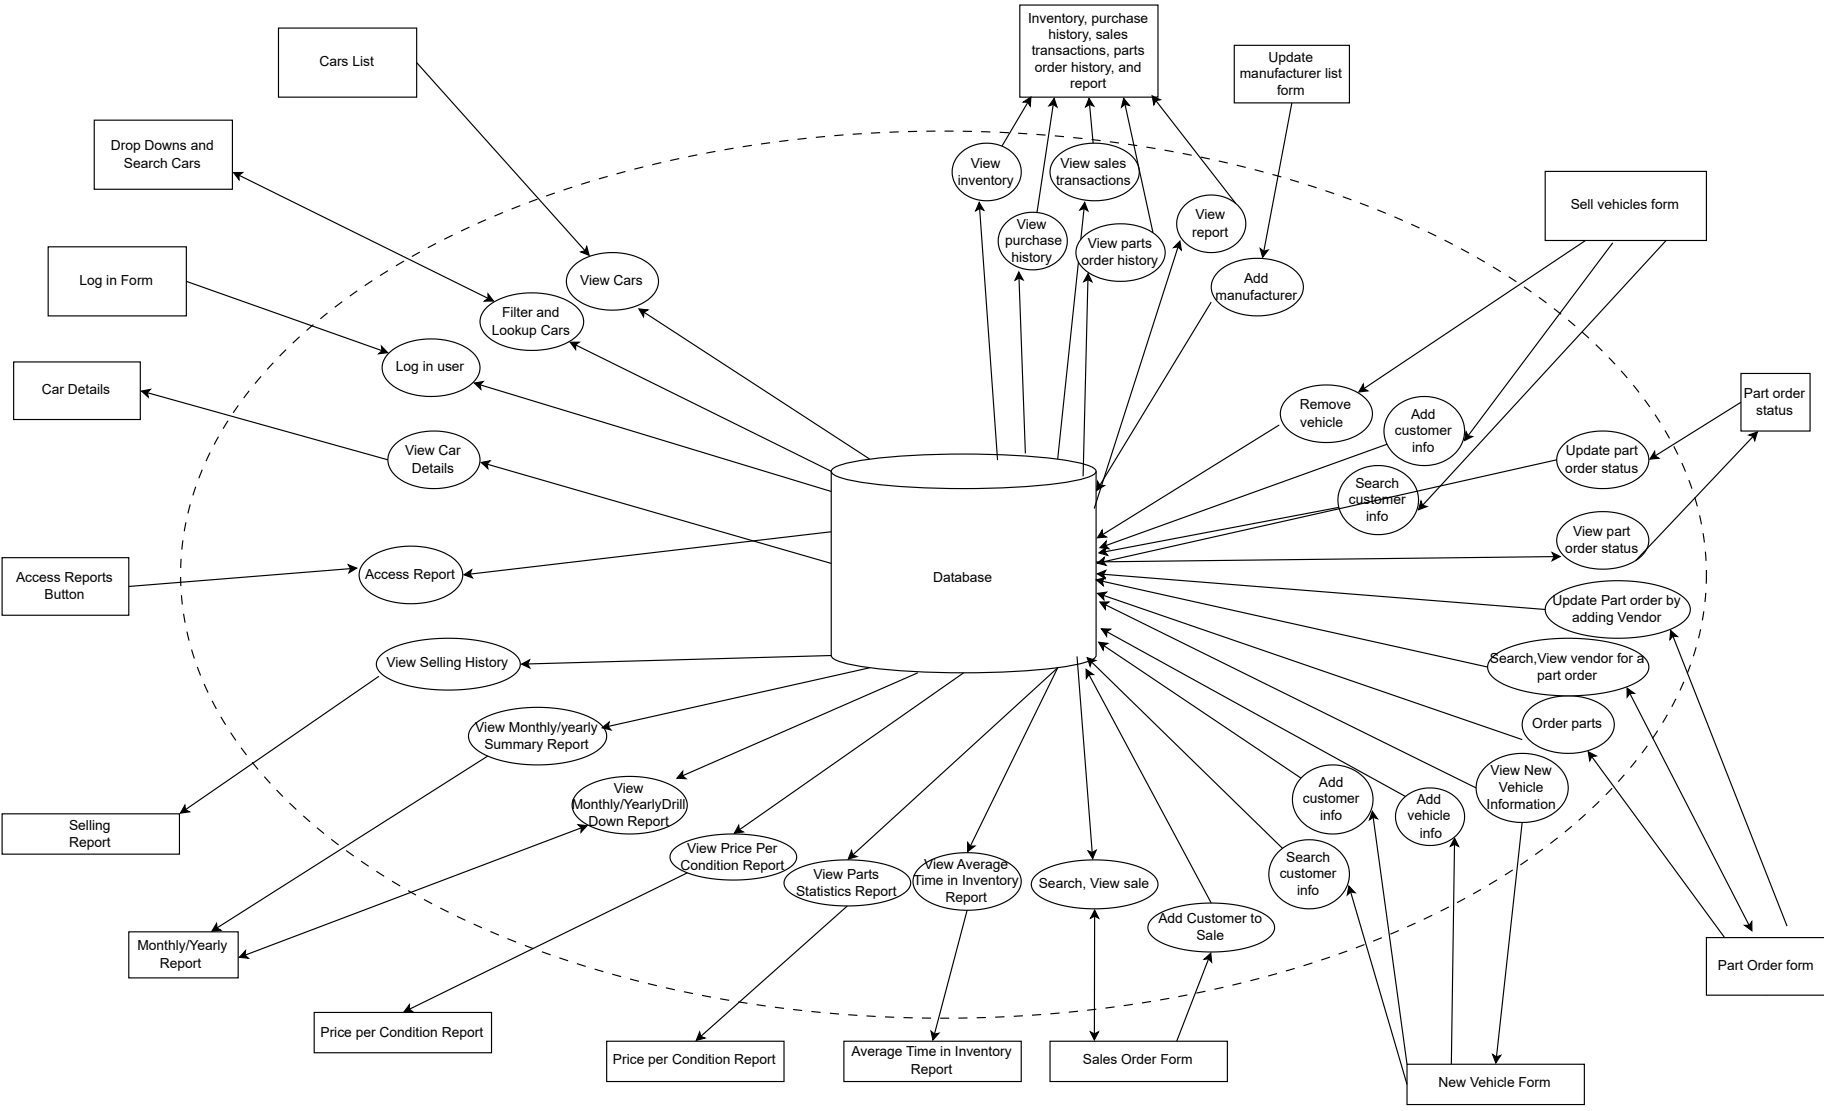 Inventory, purchase
history, sales
transactions, parts
order history, and
report
Cars List
Update
manufacturer list
form
Drop Downs and
Search Cars
View
inventory
View sales
transactions
Sell vehicles form
View
purchase
history
View parts
order history
View
report
Log in Form
View Cars
Add
manufacturer
Filter and
Lookup Cars
Log in user
Car Details
Remove
vehicle
Add
customer
info
Part order
status
View Car
Details
Update part
order status
Search
customer
info
View part
order status
Access Reports
Button
Access Report
Database
Update Part order by
adding Vendor
View Selling History
Search,View vendor for a
part order
Order parts
View Monthly/yearly
Summary Report
View New
Vehicle
Information
View
Monthly/YearlyDrill
Down Report
Add
customer
info
Add
vehicle
info
Selling
Report
View Price Per
Condition Report
View Parts
Statistics Report
View Average
Time in Inventory
Report
Search, View sale
Search
customer
info
Add Customer to
Sale
Monthly/Yearly
Report
Part Order form
Price per Condition Report
Price per Condition Report
Average Time in Inventory
Report
Sales Order Form
New Vehicle Form